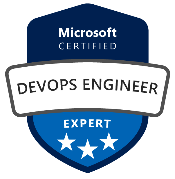 Microsoft
CERTIFIED
DEVOPS ENGINEER
EXPERT